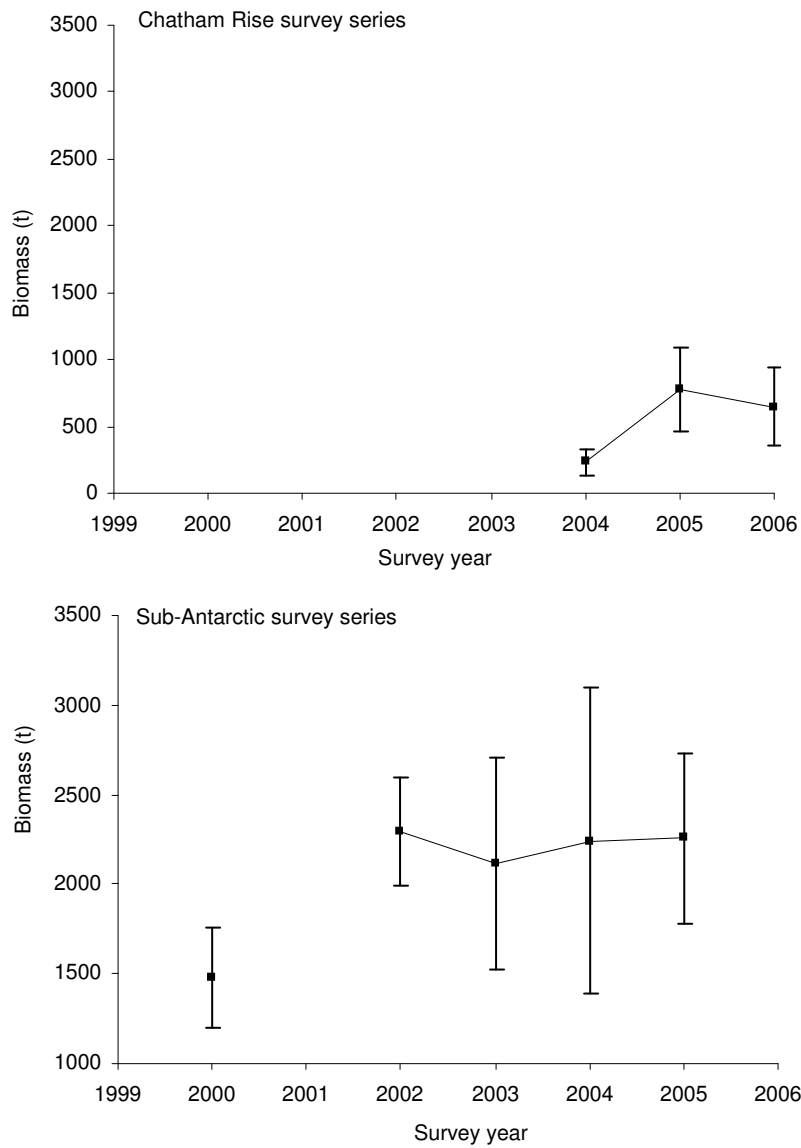 Chatham Rise survey series
3500
3000
2500
2000
1500
1000
500
0
Biomass (t)
1999 2000 2001 2002 2003 2004 2005 2006
Survey year
Sub-Antarctic survey series
3500
3000
2500
2000
1500
1000
Biomass (t)
1999 2000 2001 2002 2003 2004 2005 2006
Survey year